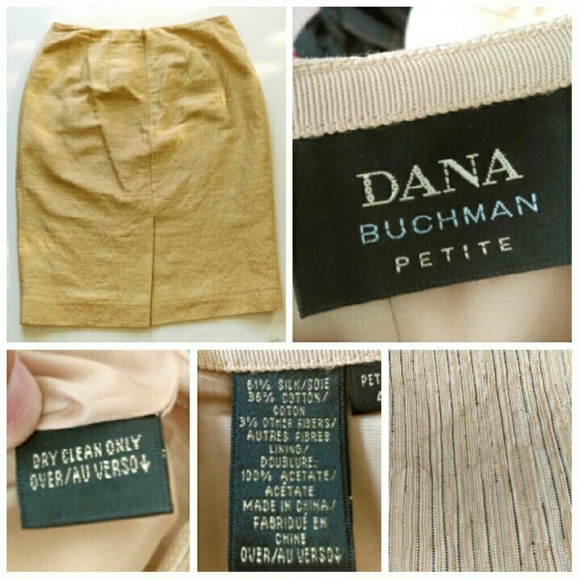 DANA
BUCHMAN
PETITE
DRY CLEAN ONLY
OVER/AU VERSO↓
61% SILK/SOIE
36% COTTON/
COTON
3% OTHER FIBERS/
AUTRES FIBRES
LINING/
DOUBLURE:
100% ACETATE/
ACÉTATE
MADE IN CHINA/
FABRIQUÉ EN
CHINE
OVER/AU VERSO↓
PET
4